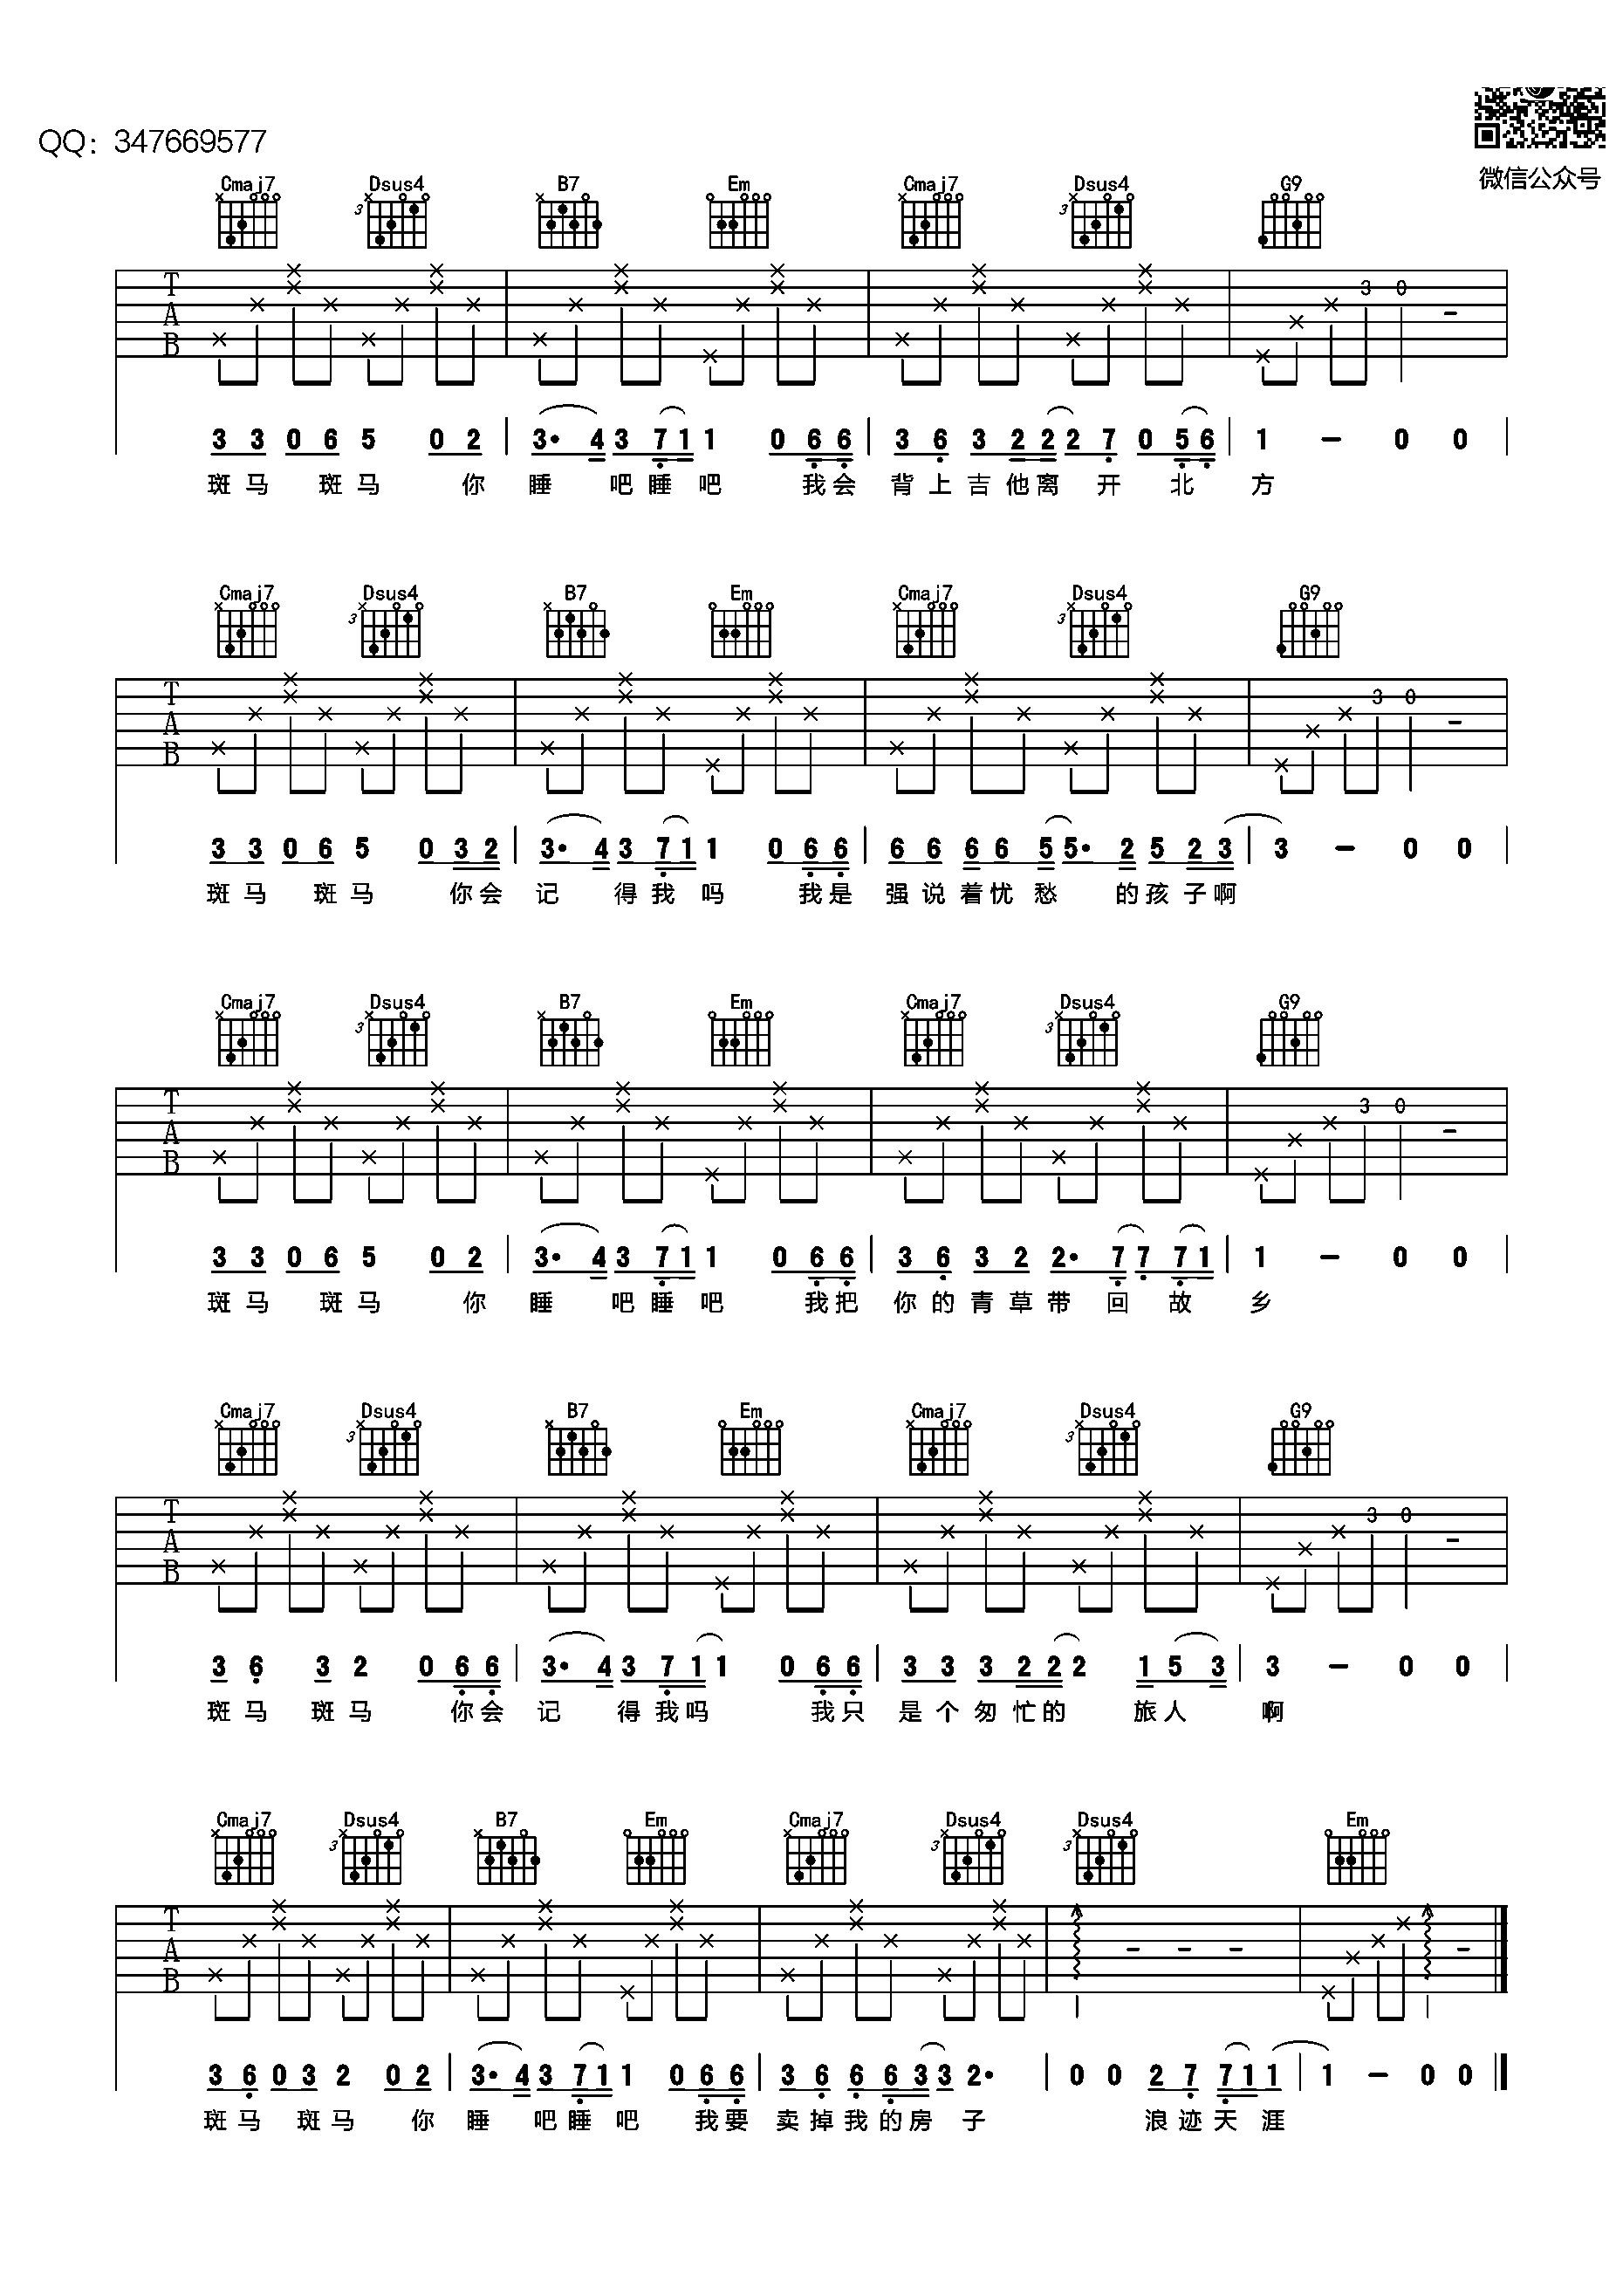 QQ：347669577
微信公众号
Cmaj7 Dsus4 B7 Em Cmaj7 Dsus4 G9
3 3
T A B 3 0
3 3 0 6 5 0 2 | 3· 4 3 7 1 1 0 6 6 | 3 6 3 2 2 2 7 0 5 6 | 1 － 0 0 |
斑马 斑马 你 睡 吧睡吧 我会 背上吉他离 开 北 方
Cmaj7 Dsus4 B7 Em Cmaj7 Dsus4 G9
3 3
T A B 3 0
3 3 0 6 5 0 3 2 | 3· 4 3 7 1 1 0 6 6 | 6 6 6 6 5 5· 2 5 2 3 | 3 － 0 0 |
斑马 斑马 你会 记 得我 吗 我是 强说着忧愁 的孩子啊
Cmaj7 Dsus4 B7 Em Cmaj7 Dsus4 G9
3 3
T A B 3 0
3 3 0 6 5 0 2 | 3· 4 3 7 1 1 0 6 6 | 3 6 3 2 2· 7 7 7 1 | 1 － 0 0 |
斑马 斑马 你 睡 吧睡吧 我把 你的青草带 回 故 乡
Cmaj7 Dsus4 B7 Em Cmaj7 Dsus4 G9
3 3
T A B 3 0
3 6 3 2 0 6 6 | 3· 4 3 7 1 1 0 6 6 | 3 3 3 2 2 2 1 5 3 | 3 － 0 0 |
斑马 斑马 你会 记 得我吗 我只 是个匆忙的 旅人 啊
Cmaj7 Dsus4 B7 Em Cmaj7 Dsus4 Dsus4 Em
3 3 3
T A B
3 6 0 3 2 0 2 | 3· 4 3 7 1 1 0 6 6 | 3 6 6 6 3 3 2· | 0 0 2 7 7 1 1 | 1 － 0 0
斑马 斑马 你 睡 吧睡吧 我要 卖掉我的房 子 浪迹天涯